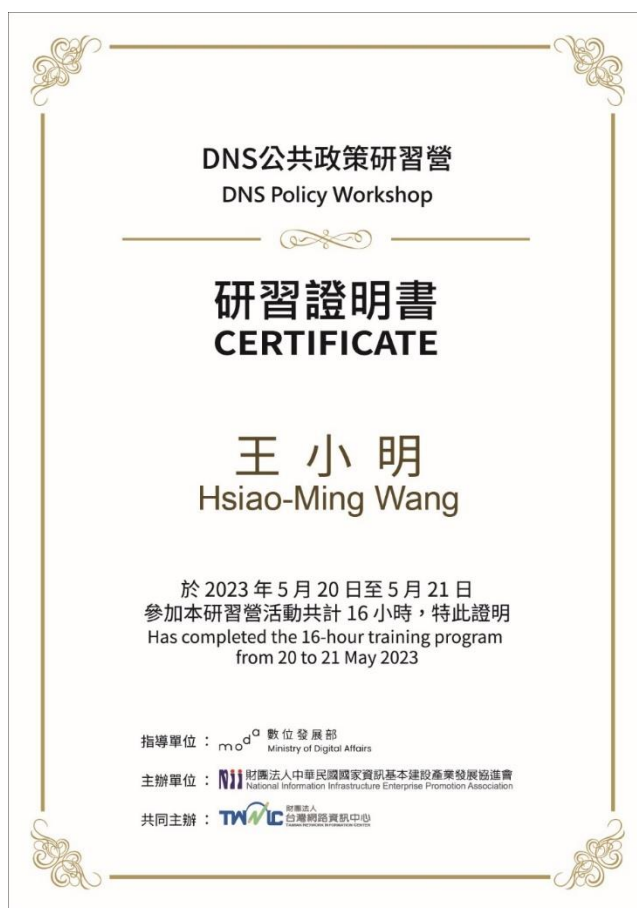 DNS公共政策研習營
DNS Policy Workshop
研習證明書
CERTIFICATE
王小明
Hsiao-Ming Wang
於 2023 年 5 月 20 日至 5 月 21 日
參加本研習營活動共計 16 小時，特此證明
Has completed the 16-hour training program
from 20 to 21 May 2023
指導單位： moda 數位發展部
Ministry of Digital Affairs
主辦單位： NII 財團法人中華民國國家資訊基本建設產業發展協進會
National Information Infrastructure Enterprise Promotion Association
共同主辦： TWNIC 財團法人
台灣網路資訊中心
TAIWAN NETWORK INFORMATION CENTER